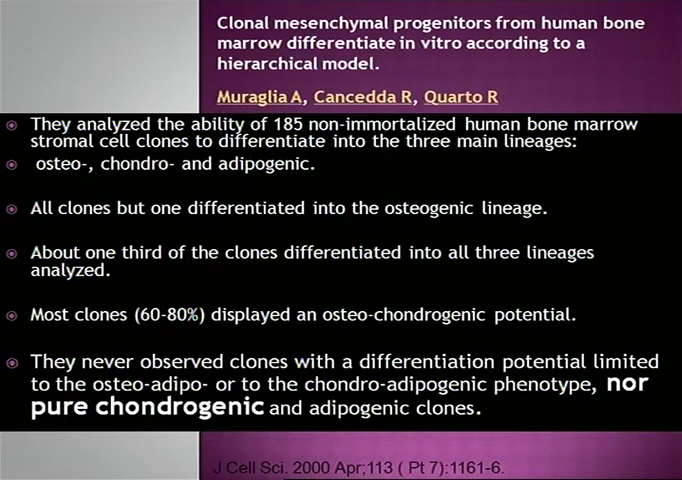 Clonal mesenchymal progenitors from human bone
marrow differentiate in vitro according to a
hierarchical model.
Muraglia A, Cancedda R, Quarto R
They analyzed the ability of 185 non-immortalized human bone marrow
stromal cell clones to differentiate into the three main lineages:
osteo-, chondro- and adipogenic.
All clones but one differentiated into the osteogenic lineage.
About one third of the clones differentiated into all three lineages
analyzed.
Most clones (60-80%) displayed an osteo-chondrogenic potential.
They never observed clones with a differentiation potential limited
to the osteo-adipo- or to the chondro-adipogenic phenotype, nor
pure chondrogenic and adipogenic clones.
J Cell Sci. 2000 Apr;113 ( Pt 7):1161-6.